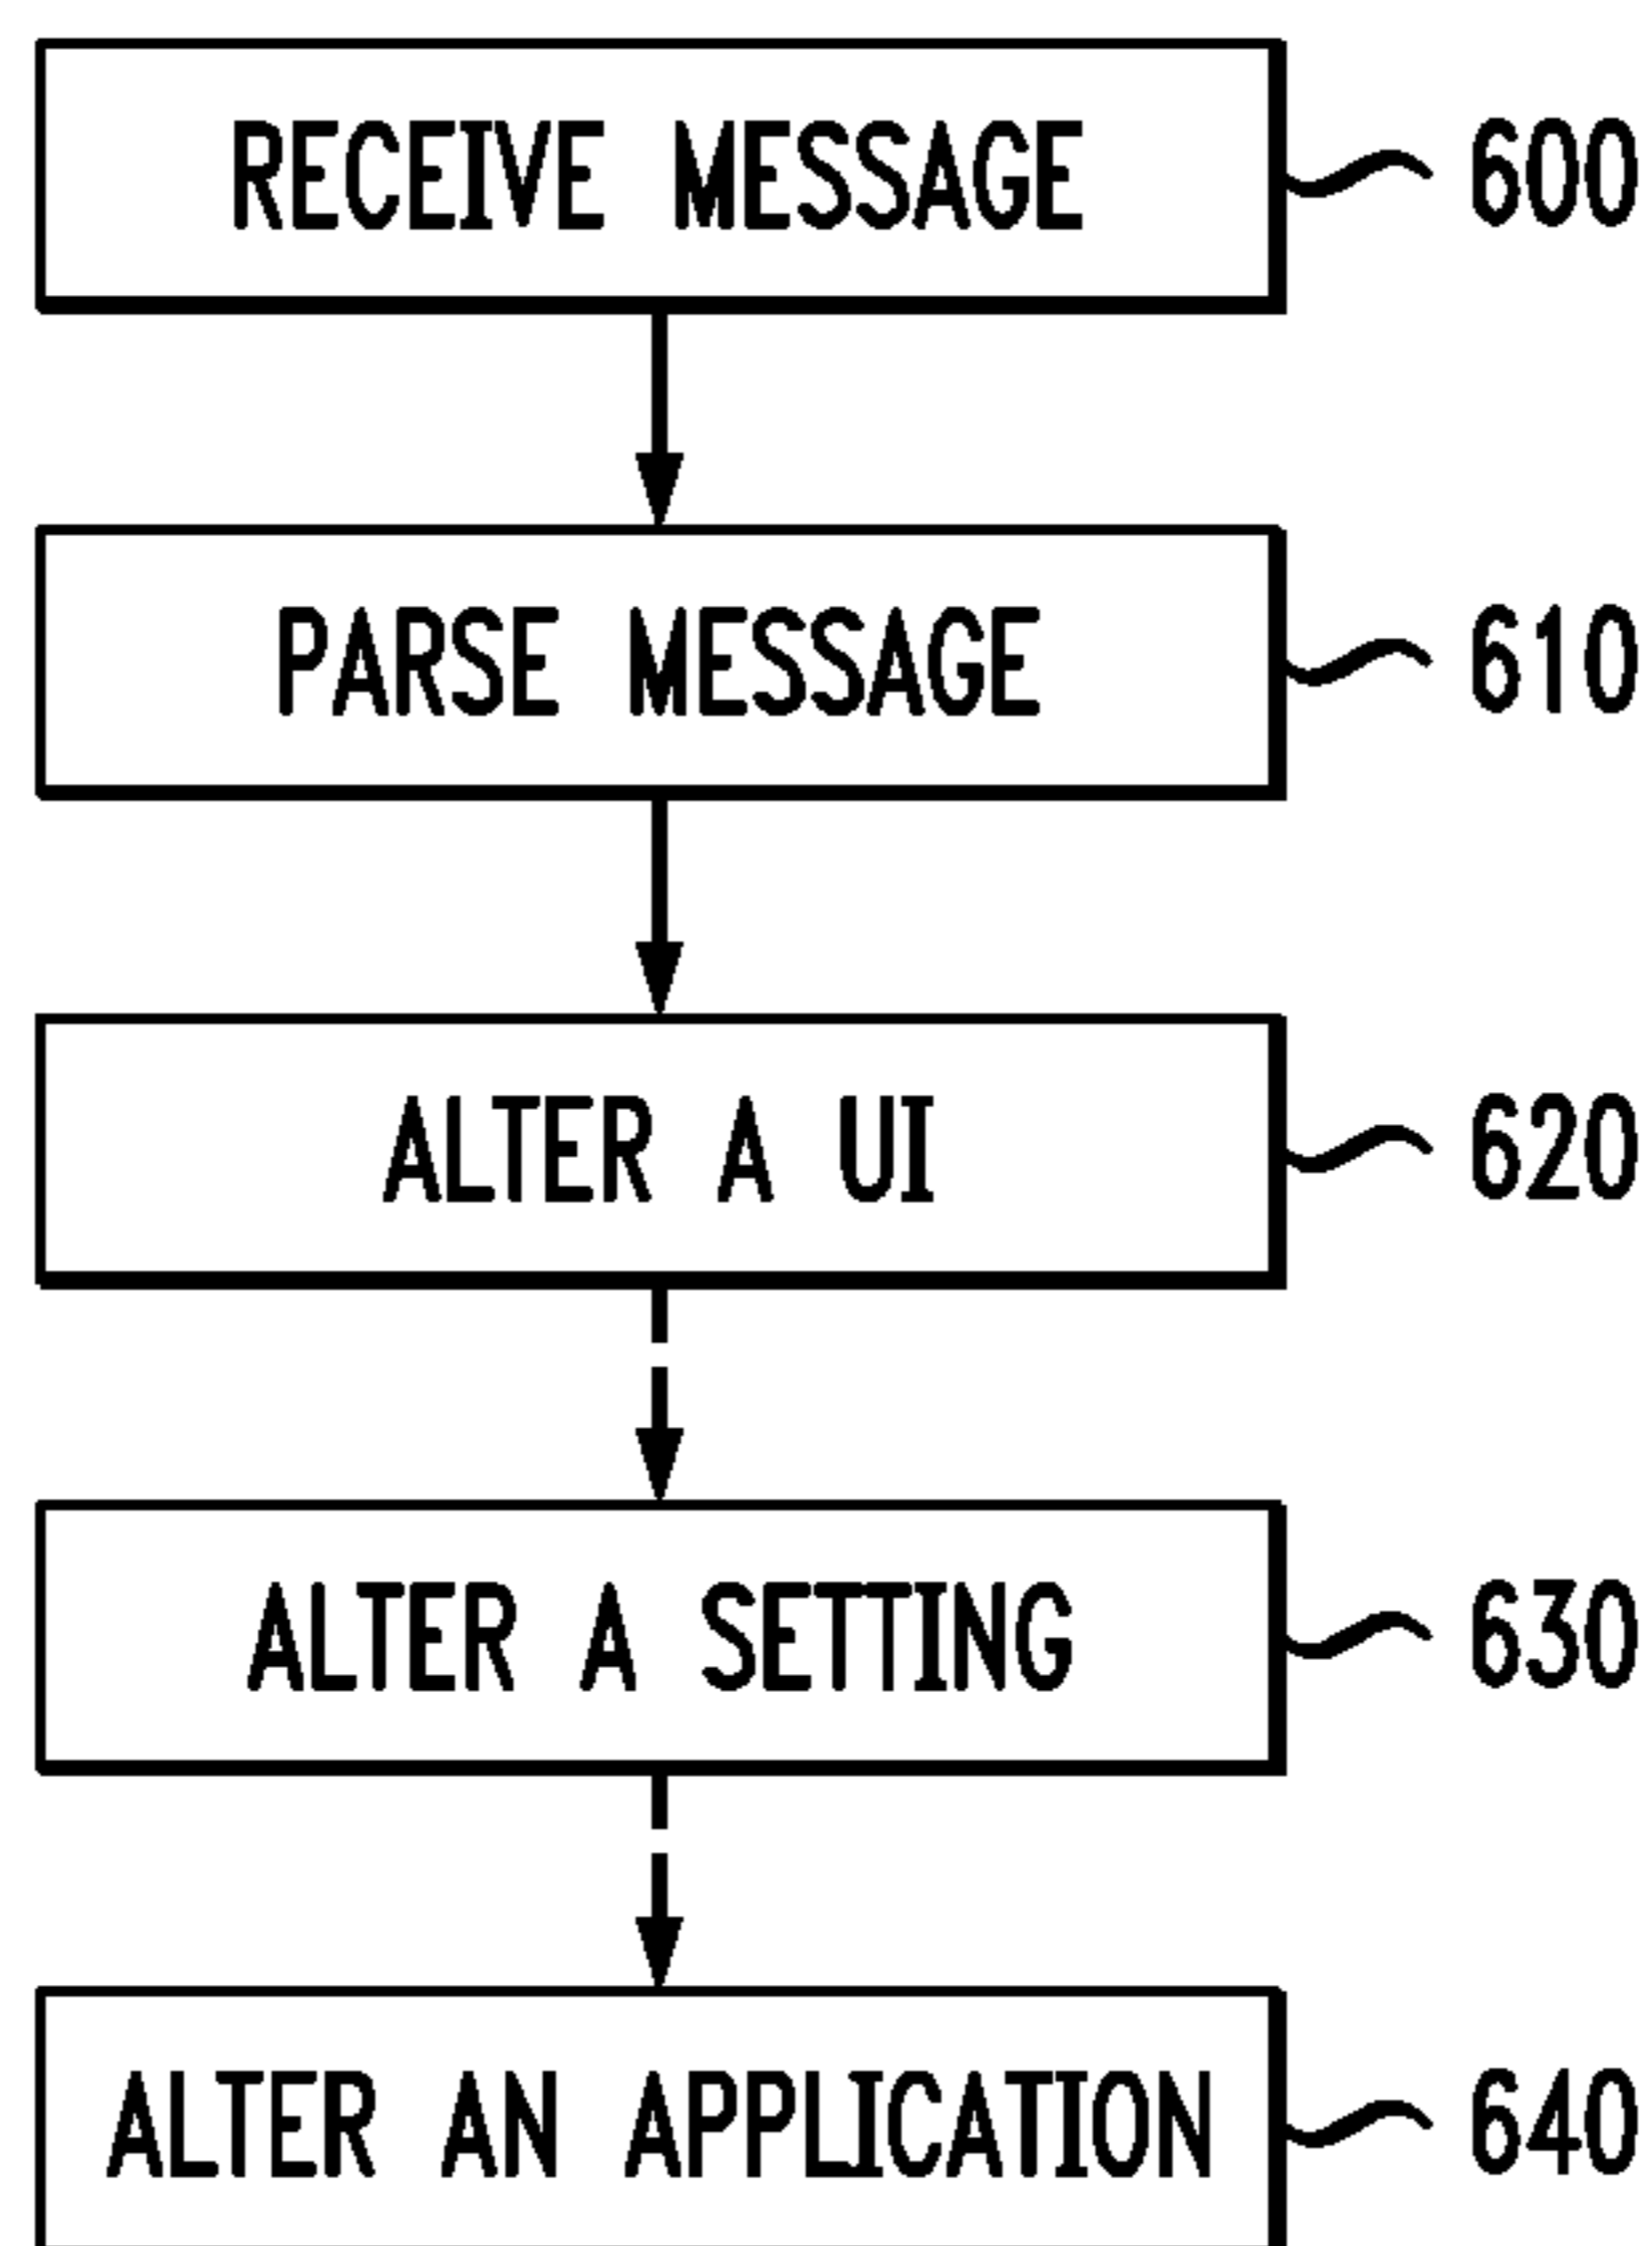 RECEIVE MESSAGE 600
PARSE MESSAGE 610
ALTER A UI 620
ALTER A SETTING 630
ALTER AN APPLICATION 640